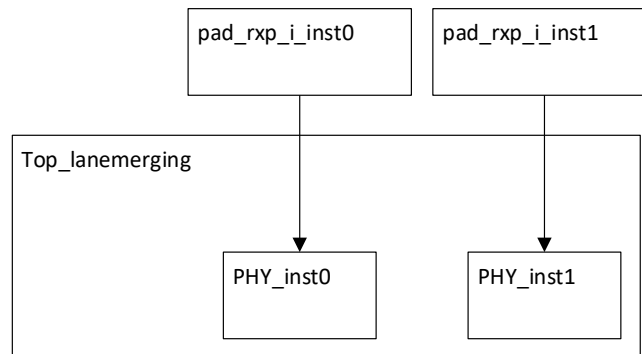 pad_rxp_i_inst0
pad_rxp_i_inst1
Top_lanemerging
PHY_inst0
PHY_inst1